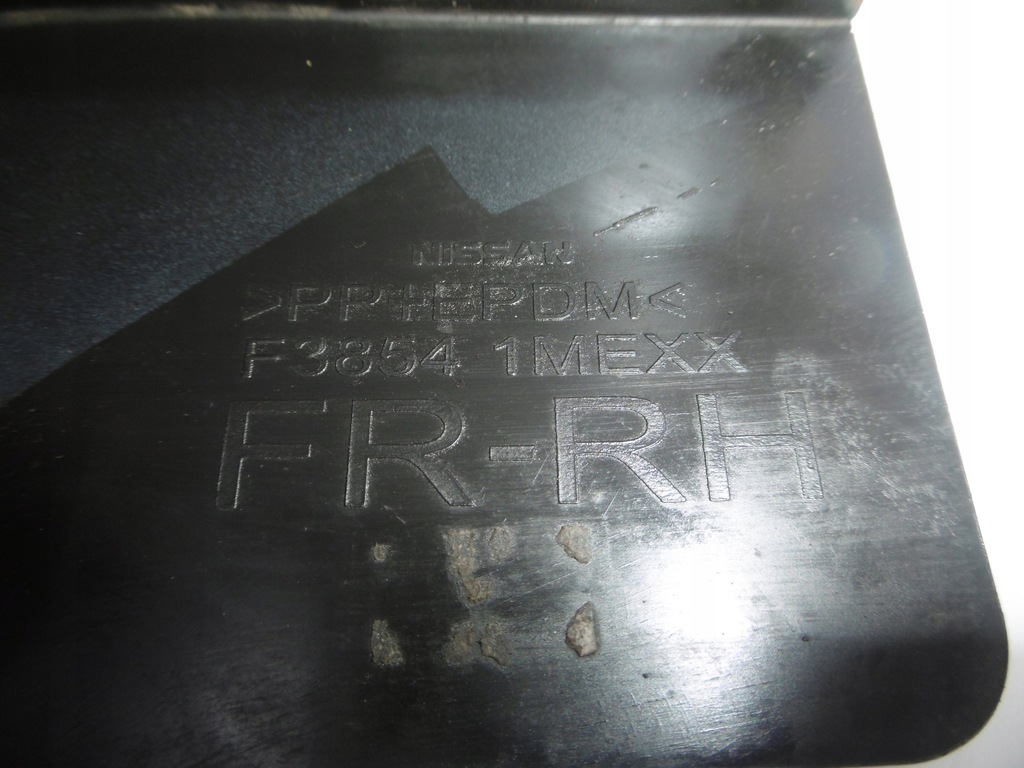 NISSAN
>PP+EPDM<
F3854 1MEXX
FR-RH